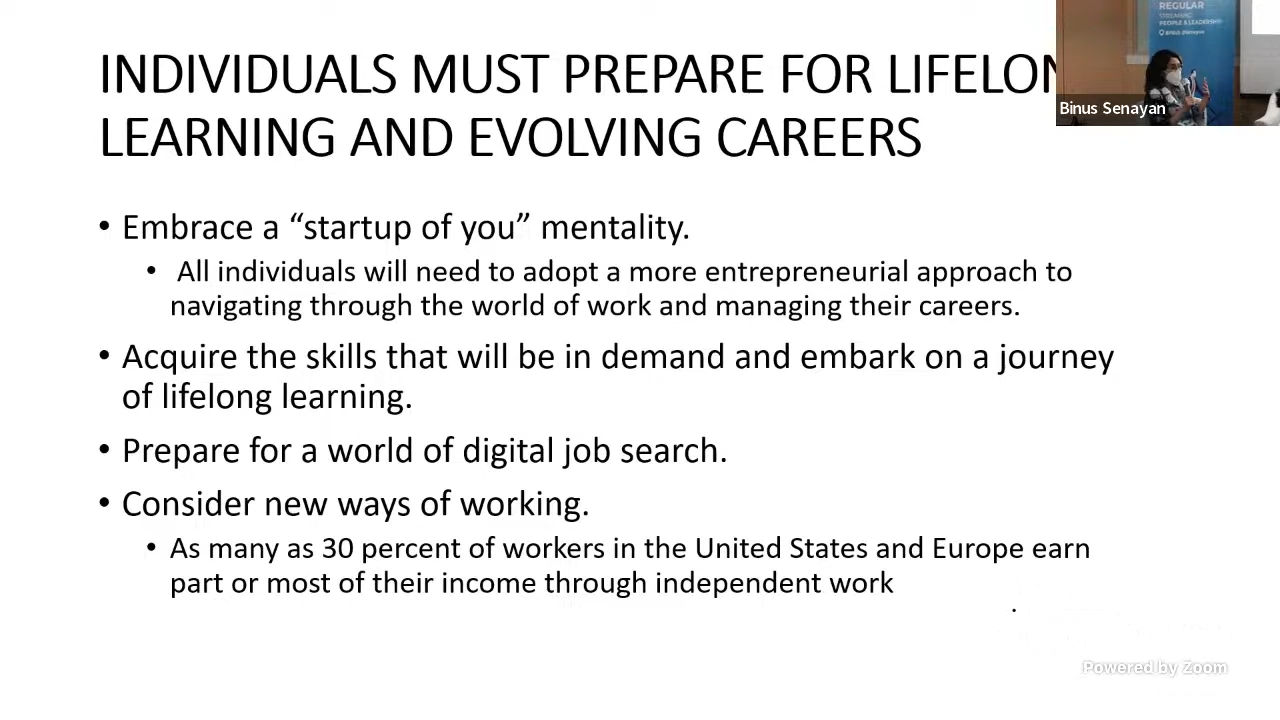 INDIVIDUALS MUST PREPARE FOR LIFELON
LEARNING AND EVOLVING CAREERS
• Embrace a “startup of you” mentality.
• All individuals will need to adopt a more entrepreneurial approach to
navigating through the world of work and managing their careers.
• Acquire the skills that will be in demand and embark on a journey
of lifelong learning.
• Prepare for a world of digital job search.
• Consider new ways of working.
• As many as 30 percent of workers in the United States and Europe earn
part or most of their income through independent work
.
REGULAR
STREAMING
PEOPLE & LEADERSHIP
Binus Senayan
Powered by Zoom